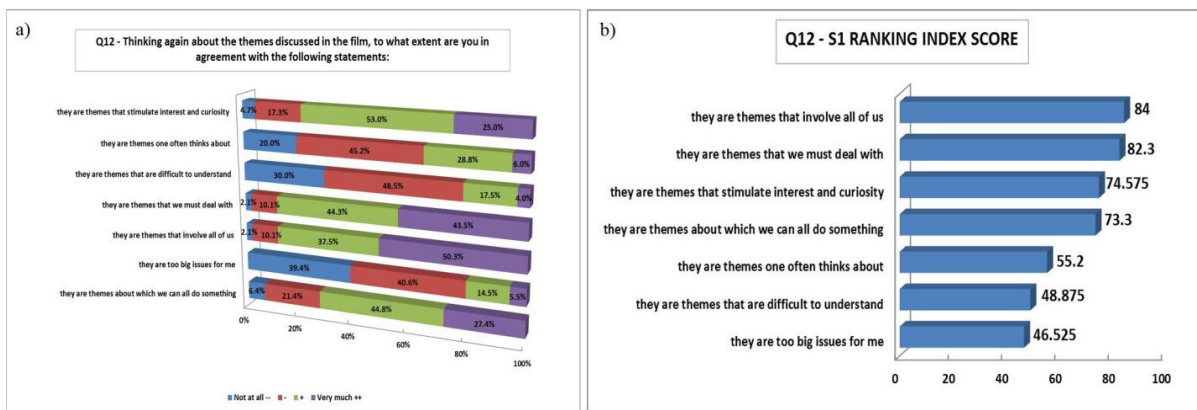 a)
Q12 - Thinking again about the themes discussed in the film, to what extent are you in
agreement with the following statements:
they are themes that stimulate interest and curiosity
4.7% 17.3% 53.0% 25.0%
they are themes one often thinks about
20.0% 45.2% 28.8% 6.0%
they are themes that are difficult to understand
30.0% 48.5% 17.5% 4.0%
they are themes that we must deal with
2.1% 10.1% 44.3% 43.5%
they are themes that involve all of us
2.1% 10.1% 37.5% 50.3%
they are too big issues for me
39.4% 40.6% 14.5% 5.5%
they are themes about which we can all do something
6.4% 21.4% 44.8% 27.4%
0% 20% 40% 60% 80% 100%
Not at all -- - + Very much ++
b)
Q12 - S1 RANKING INDEX SCORE
they are themes that involve all of us 84
they are themes that we must deal with 82.3
they are themes that stimulate interest and curiosity 74.575
they are themes about which we can all do something 73.3
they are themes one often thinks about 55.2
they are themes that are difficult to understand 48.875
they are too big issues for me 46.525
0 20 40 60 80 100